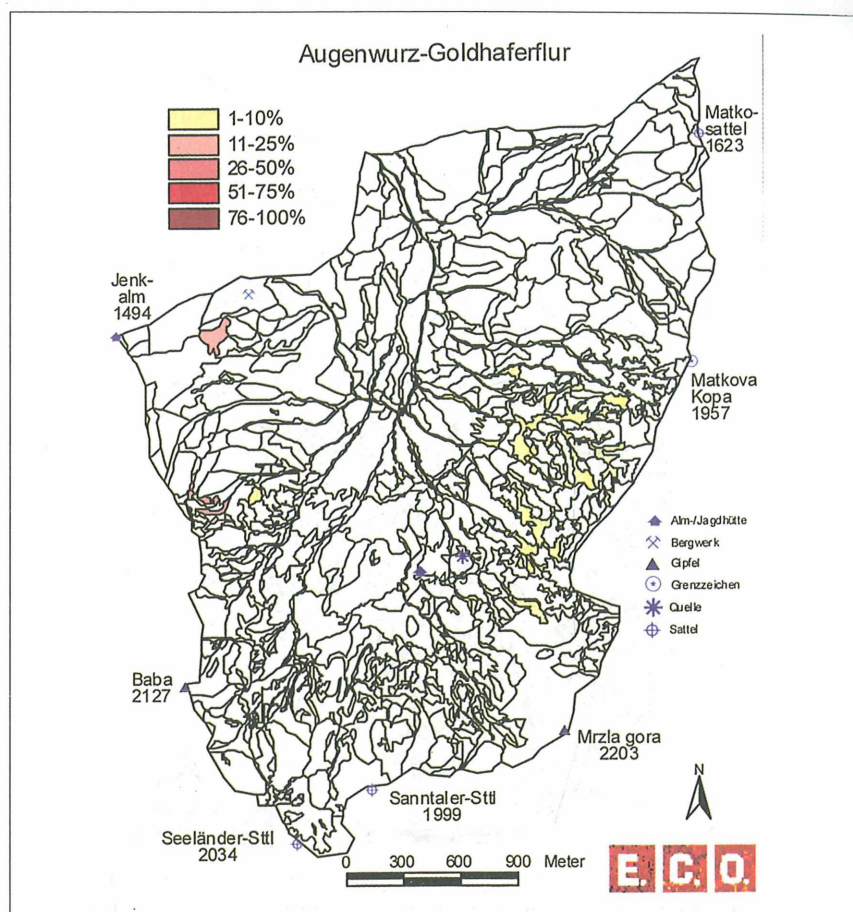 Augenwurz-Goldhaferflur
1-10%
11-25%
26-50%
51-75%
76-100%
Matko-
sattel
1623
Jenk-
alm
1494
Matkova
Kopa
1957
Alm-/Jagdhütte
Bergwerk
Gipfel
Grenzzeichen
Quelle
Sattel
Baba
2127
Mrzla gora
2203
N
Sanntaler-Sttl
1999
Seeländer-Sttl
2034
0 300 600 900 Meter
E. C. O.